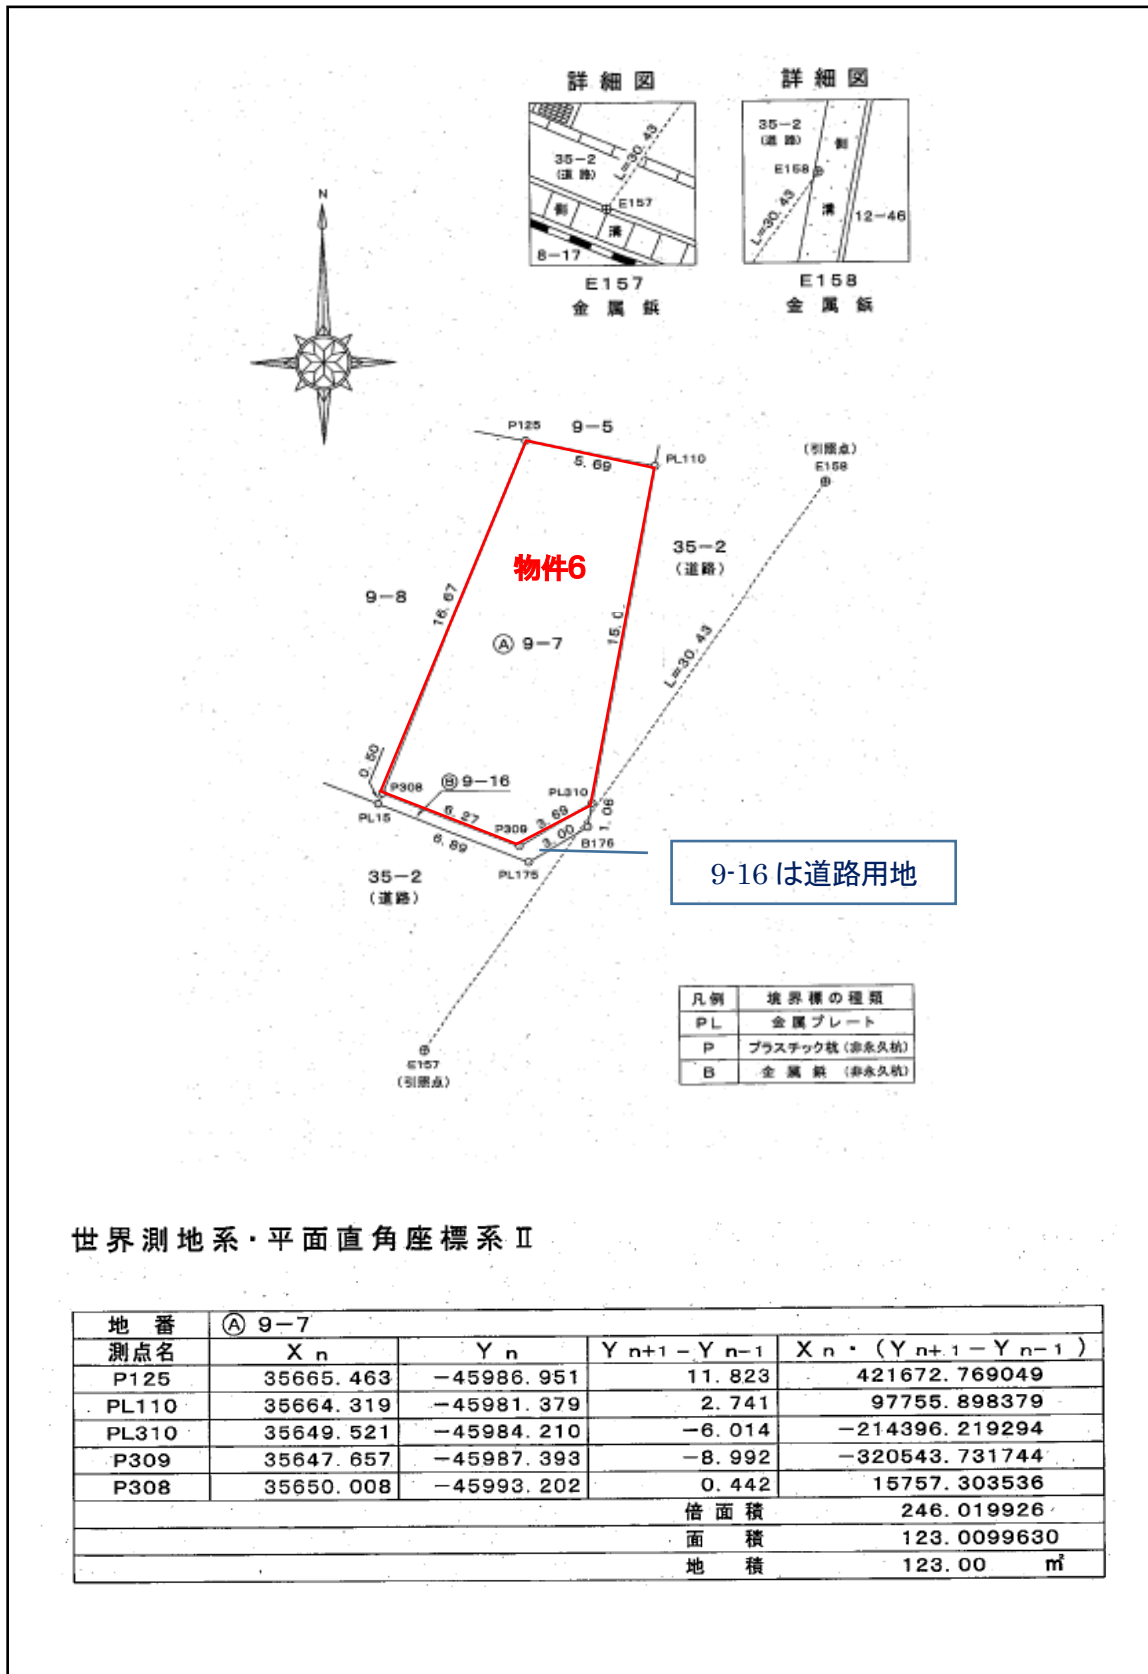 詳細図
詳細図
35-2
(道路)
L=30.43
E157
側
溝
8-17
E157
金属鋲
35-2
(道路)
側
E158
溝
L=30.43
12-46
E158
金属鋲
N
P125
9-5
5.69
PL110
(引照点)
E158
物件6
35-2
(道路)
9-8
16.67
15.0
Ⓐ 9-7
L=30.43
0.50
P308
Ⓑ 9-16
PL310
PL15
6.27
3.69
1.06
P309
3.00
B176
6.89
PL175
9-16 は道路用地
35-2
(道路)
E157
(引照点)
凡例 境界標の種類
PL 金属プレート
P プラスチック杭(非永久杭)
B 金属鋲(非永久杭)
世界測地系・平面直角座標系Ⅱ
地番 Ⓐ 9-7
測点名 Xn Yn Yn+1-Yn-1 Xn・(Yn+1-Yn-1)
P125 35665.463 -45986.951 11.823 421672.769049
PL110 35664.319 -45981.379 2.741 97755.898379
PL310 35649.521 -45984.210 -6.014 -214396.219294
P309 35647.657 -45987.393 -8.992 -320543.731744
P308 35650.008 -45993.202 0.442 15757.303536
倍面積 246.019926
面積 123.0099630
地積 123.00 ㎡